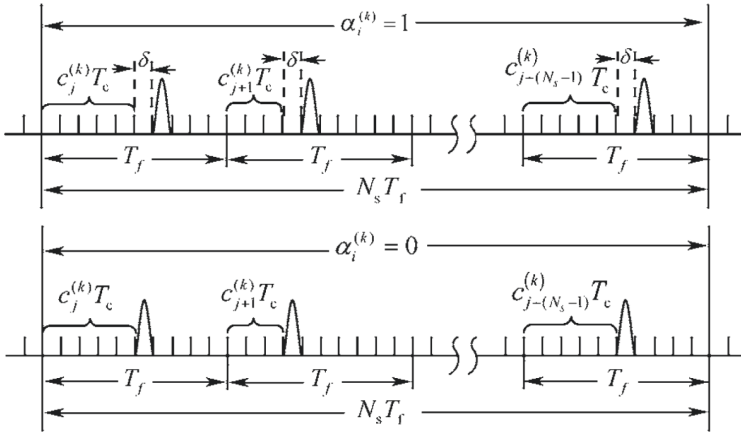 α_i^(k) = 1
c_j^(k) T_c δ c_{j+1}^(k) T_c δ c_{j-(N_s-1)}^(k) T_c δ
T_f T_f T_f
N_s T_f
α_i^(k) = 0
c_j^(k) T_c c_{j+1}^(k) T_c c_{j-(N_s-1)}^(k) T_c
T_f T_f T_f
N_s T_f